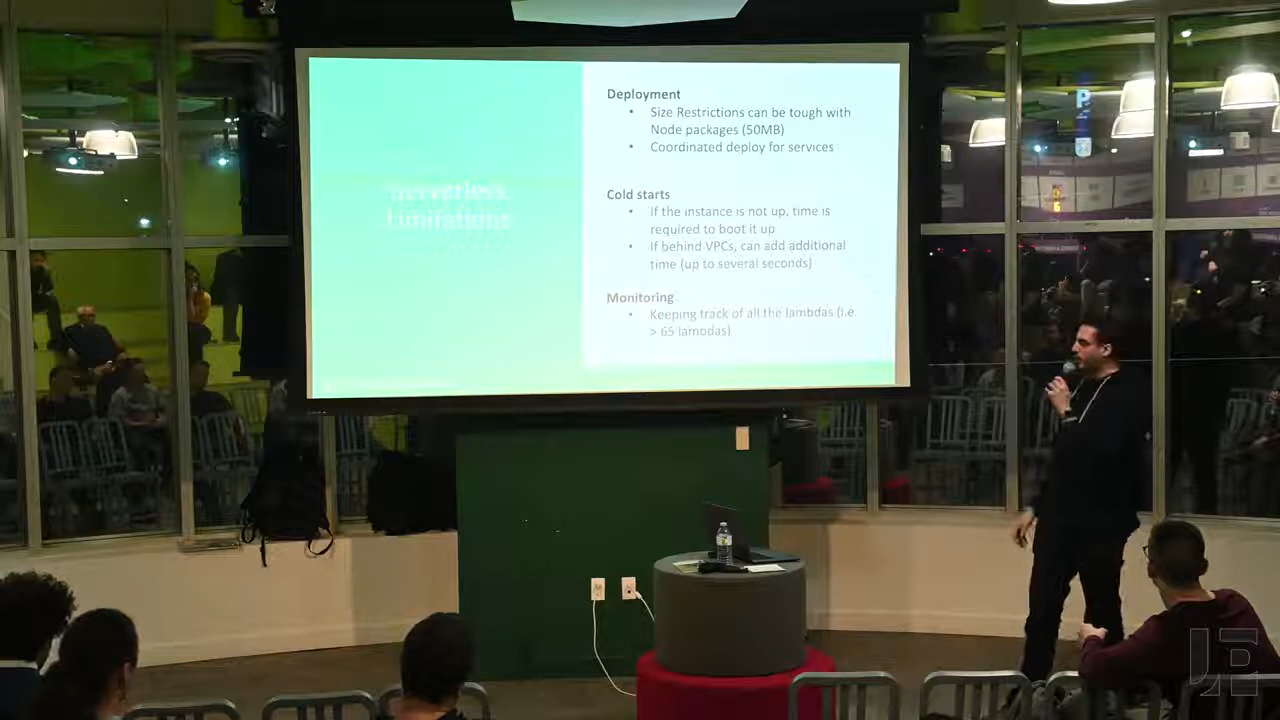 Serverless
Limitations
Deployment
• Size Restrictions can be tough with
Node packages (50MB)
• Coordinated deploy for services
Cold starts
• If the instance is not up, time is
required to boot it up
• If behind VPCs, can add additional
time (up to several seconds)
Monitoring
• Keeping track of all the lambdas (i.e.
> 65 lambdas)